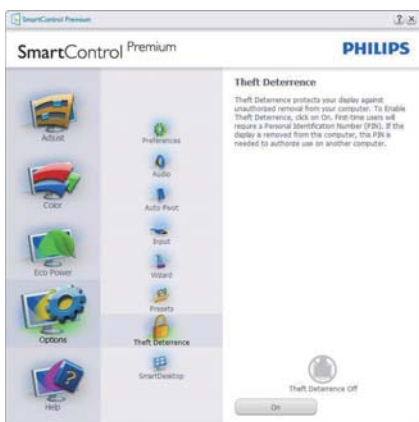 SmartControl Premium
SmartControl Premium
PHILIPS
Adjust
Color
Eco Power
Options
Help
Preferences
Audio
Auto Pivot
Input
Wizard
Presets
Theft Deterrence
SmartDesktop
Theft Deterrence
Theft Deterrence protects your display against
unauthorized removal from your computer. To Enable
Theft Deterrence, click on On. First-time users will
require a Personal Identification Number (PIN). If the
display is removed from the computer, this PIN is
needed to authorize use on another computer.
Theft Deterrence Off
On